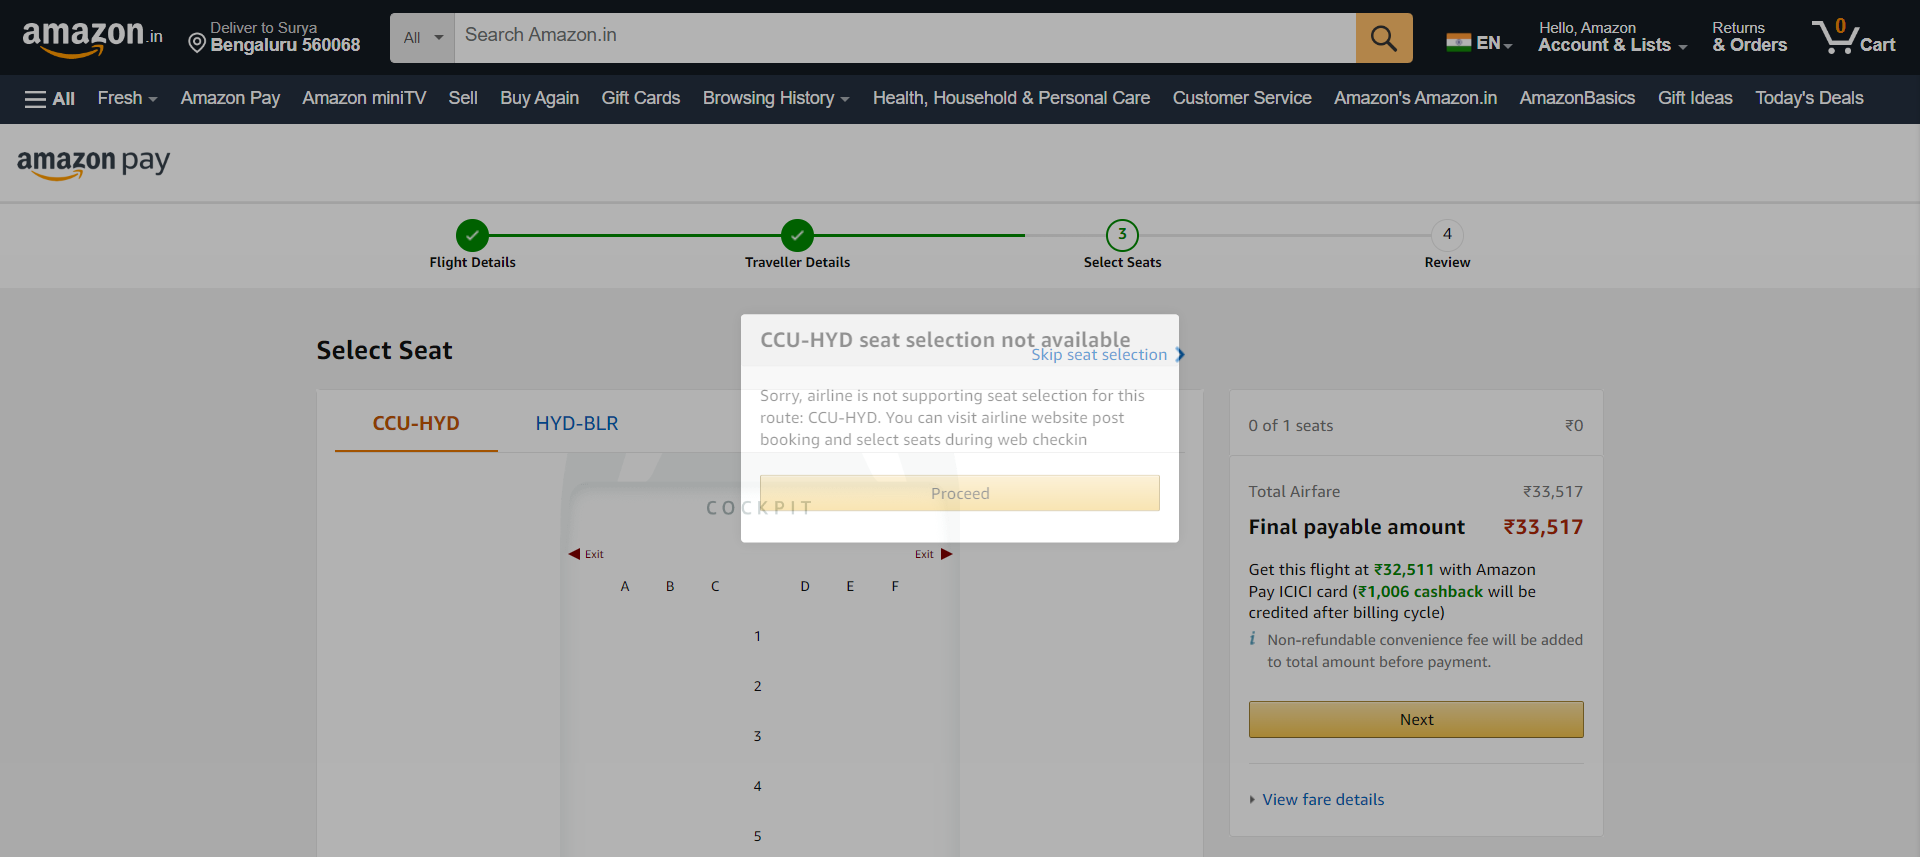 amazon.in
Deliver to Surya
Bengaluru 560068
All
Search Amazon.in
EN
Hello, Amazon
Account & Lists
Returns
& Orders
0
Cart
All
Fresh
Amazon Pay
Amazon miniTV
Sell
Buy Again
Gift Cards
Browsing History
Health, Household & Personal Care
Customer Service
Amazon's Amazon.in
AmazonBasics
Gift Ideas
Today's Deals
amazon pay
3
4
Flight Details
Traveller Details
Select Seats
Review
Select Seat
CCU-HYD seat selection not available
Skip seat selection
Sorry, airline is not supporting seat selection for this
route: CCU-HYD. You can visit airline website post
booking and select seats during web checkin
Proceed
CCU-HYD
HYD-BLR
COCKPIT
Exit
Exit
A B C D E F
1
2
3
4
5
0 of 1 seats ₹0
Total Airfare ₹33,517
Final payable amount ₹33,517
Get this flight at ₹32,511 with Amazon
Pay ICICI card (₹1,006 cashback will be
credited after billing cycle)
i Non-refundable convenience fee will be added
to total amount before payment.
Next
View fare details